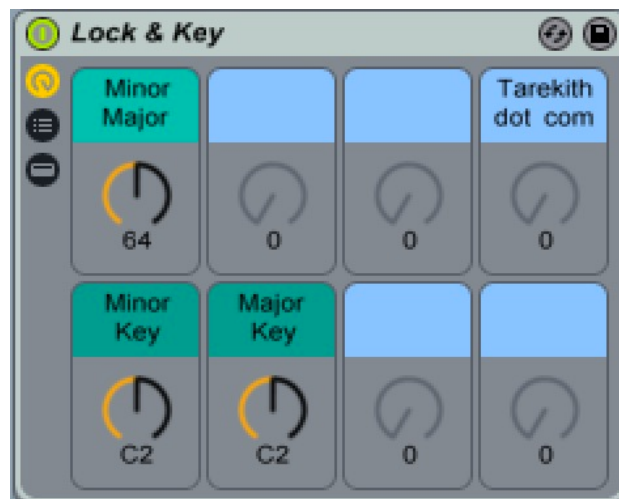 Lock & Key
Minor
Major
Tarekith
dot com
64
0
0
0
Minor
Key
Major
Key
C2
C2
0
0